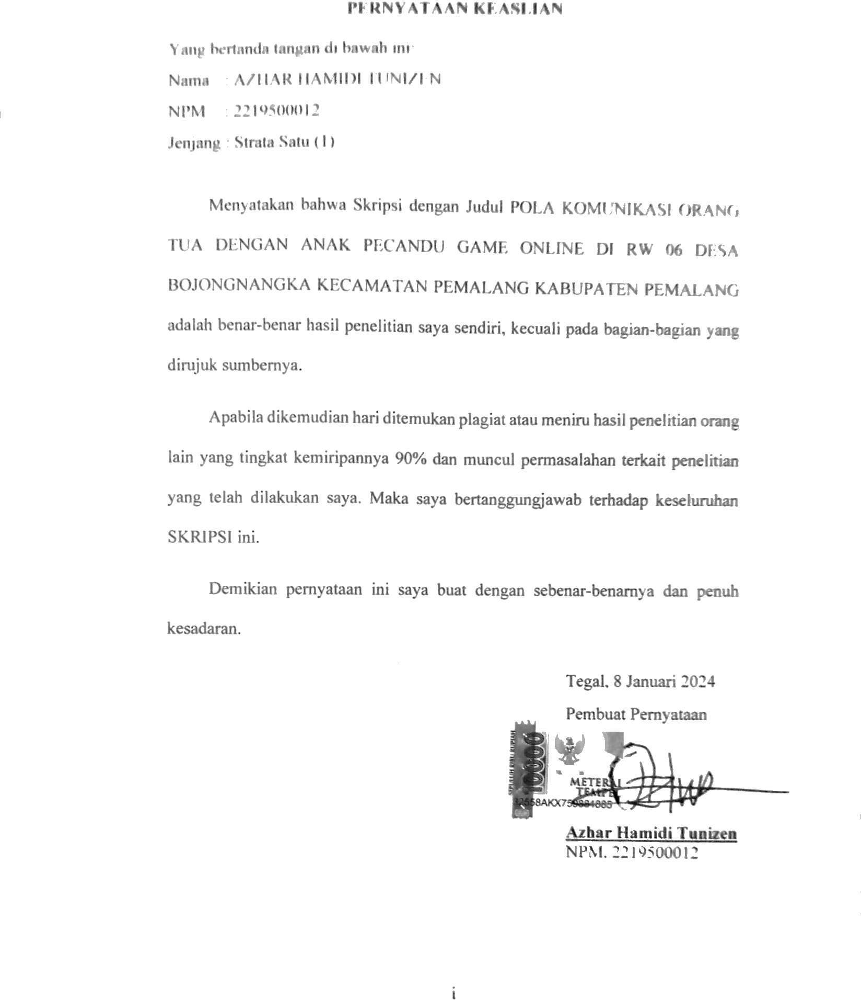 PERNYATAAN KEASLIAN
Yang bertanda tangan di bawah ini:
Nama : AZHAR HAMIDI TUNIZEN
NPM : 2219500012
Jenjang : Strata Satu (1)
Menyatakan bahwa Skripsi dengan Judul POLA KOMUNIKASI ORANG
TUA DENGAN ANAK PECANDU GAME ONLINE DI RW 06 DESA
BOJONGNANGKA KECAMATAN PEMALANG KABUPATEN PEMALANG
adalah benar-benar hasil penelitian saya sendiri, kecuali pada bagian-bagian yang
dirujuk sumbernya.
Apabila dikemudian hari ditemukan plagiat atau meniru hasil penelitian orang
lain yang tingkat kemiripannya 90% dan muncul permasalahan terkait penelitian
yang telah dilakukan saya. Maka saya bertanggungjawab terhadap keseluruhan
SKRIPSI ini.
Demikian pernyataan ini saya buat dengan sebenar-benarnya dan penuh
kesadaran.
Tegal, 8 Januari 2024
Pembuat Pernyataan
SEPULUH RIBU RUPIAH
10000
METERAI
TEMPEL
Azhar Hamidi Tunizen
NPM. 2219500012
i